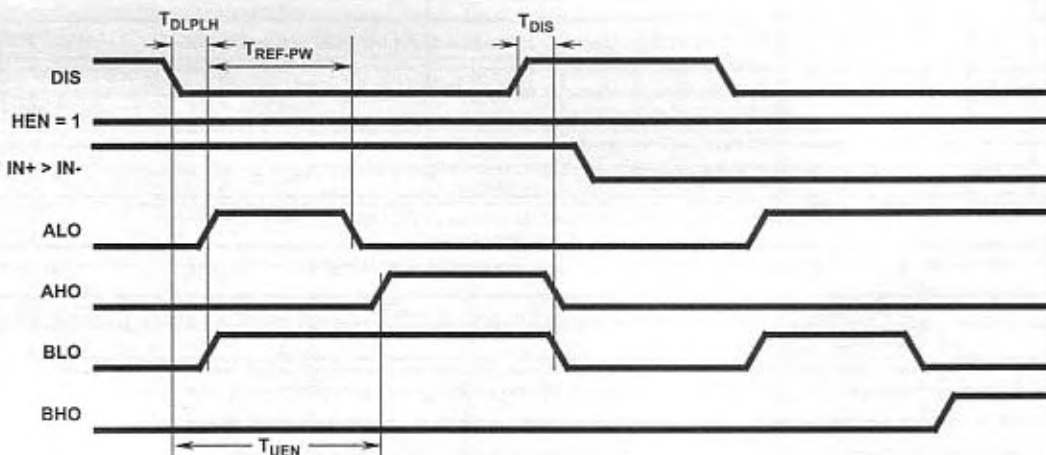 TDLPLH
TREF-PW
TDIS
DIS
HEN = 1
IN+ > IN-
ALO
AHO
BLO
BHO
TUEN